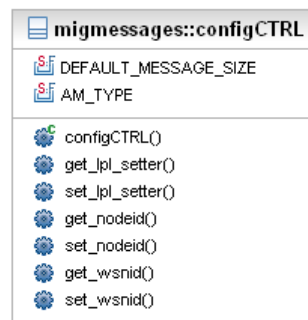 migmessages::configCTRL
DEFAULT_MESSAGE_SIZE
AM_TYPE
configCTRL()
get_lpl_setter()
set_lpl_setter()
get_nodeid()
set_nodeid()
get_wsnid()
set_wsnid()